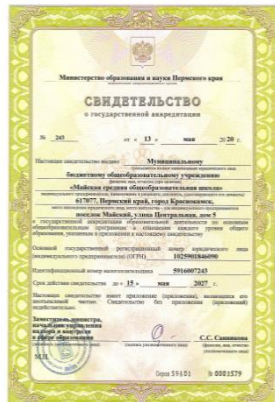 Министерство образования и науки Пермского края
СВИДЕТЕЛЬСТВО
о государственной аккредитации
№ 243 от « 13 » мая 2020 г.
Настоящее свидетельство выдано Муниципальному
бюджетному общеобразовательному учреждению
«Майская средняя общеобразовательная школа»
617077, Пермский край, город Краснокамск,
поселок Майский, улица Центральная, дом 5
о государственной аккредитации образовательной деятельности по основным
общеобразовательным программам в отношении каждого уровня общего
образования, указанным в приложении к настоящему свидетельству
Основной государственный регистрационный номер юридического лица
(индивидуального предпринимателя) (ОГРН) 1025901846090
Идентификационный номер налогоплательщика 5916007243
Срок действия свидетельства до « 15 » мая 2027 г.
Настоящее свидетельство имеет приложение (приложения), являющееся его
неотъемлемой частью. Свидетельство без приложения (приложений)
недействительно.
Заместитель министра,
начальник управления
надзора и контроля
в сфере образования
С.С. Санникова
М.П.
Серия 59А01 № 0001579